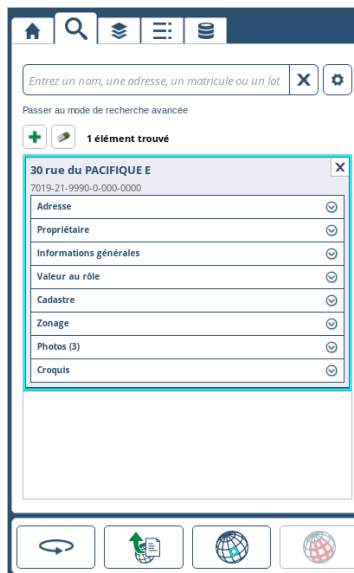 Entrez un nom, une adresse, un matricule ou un lot
Passer au mode de recherche avancée
1 élément trouvé
30 rue du PACIFIQUE E
7019-21-9990-0-000-0000
Adresse
Propriétaire
Informations générales
Valeur au rôle
Cadastre
Zonage
Photos (3)
Croquis